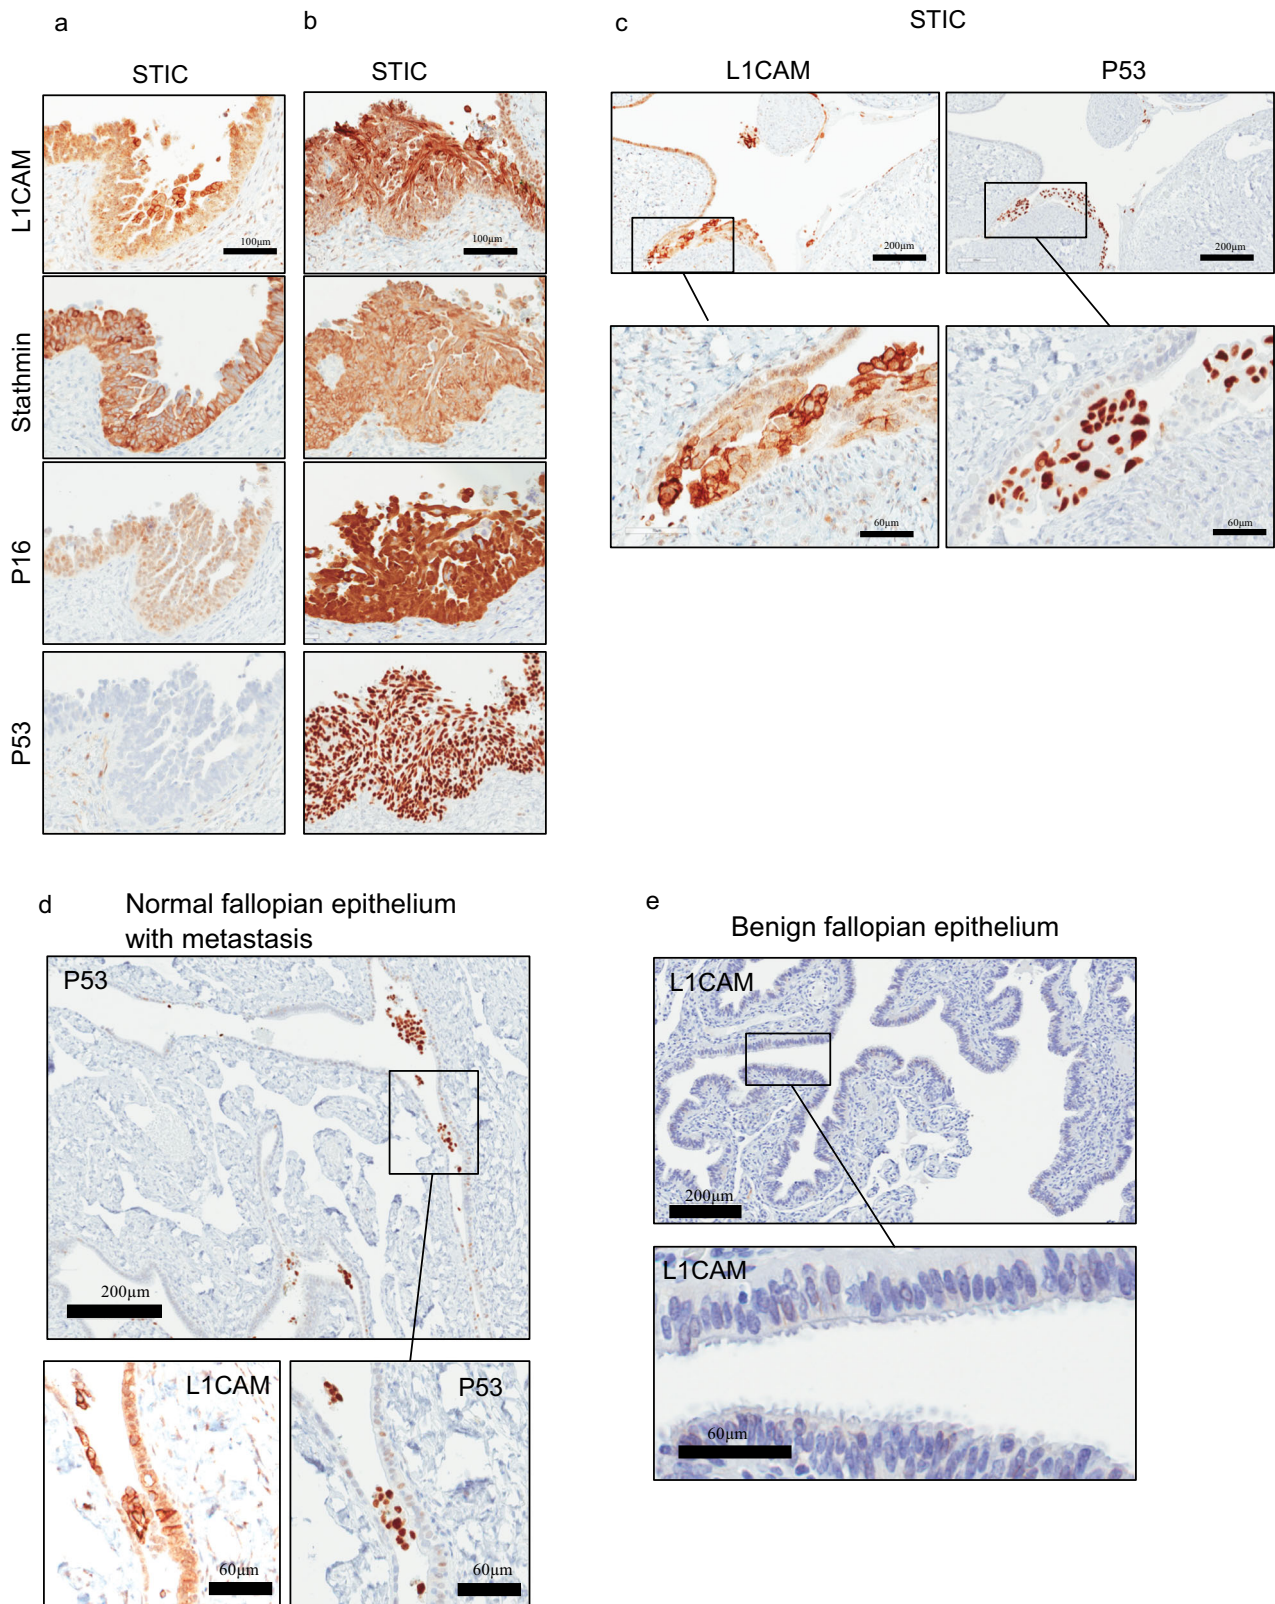 a
b
c
STIC
STIC
STIC
L1CAM
P53
L1CAM
100µm
100µm
200µm
200µm
Stathmin
P16
60µm
60µm
P53
d
Normal fallopian epithelium
with metastasis
P53
200µm
L1CAM
60µm
P53
60µm
e
Benign fallopian epithelium
L1CAM
200µm
L1CAM
60µm